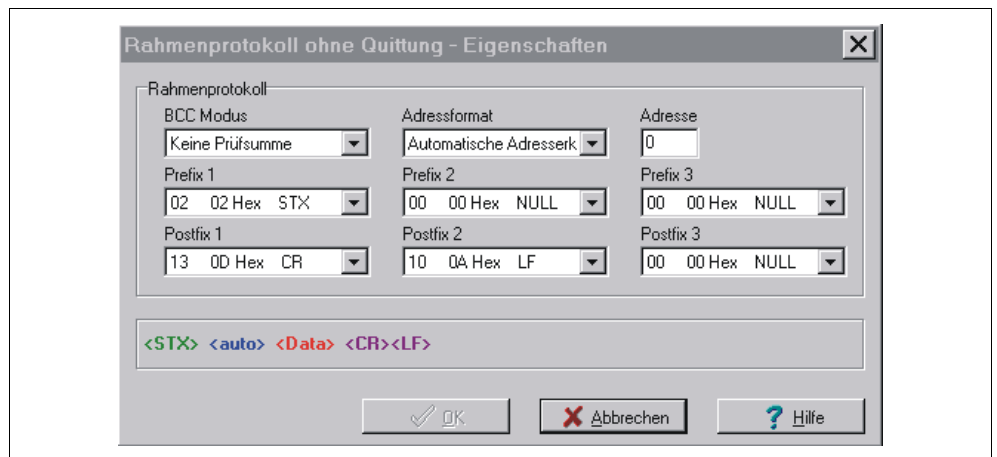 Rahmenprotokoll ohne Quittung - Eigenschaften
Rahmenprotokoll
BCC Modus Adressformat Adresse
Keine Prüfsumme Automatische Adresserk 0
Prefix 1 Prefix 2 Prefix 3
02 02 Hex STX 00 00 Hex NULL 00 00 Hex NULL
Postfix 1 Postfix 2 Postfix 3
13 0D Hex CR 10 0A Hex LF 00 00 Hex NULL
<STX> <auto> <Data> <CR><LF>
OK Abbrechen ? Hilfe